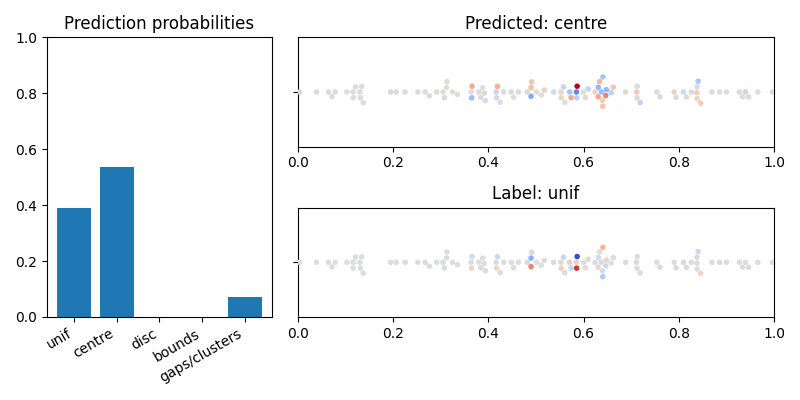 Prediction probabilities
1.0
0.8
0.6
0.4
0.2
0.0
unif
centre
disc
bounds
gaps/clusters
Predicted: centre
0.0 0.2 0.4 0.6 0.8 1.0
Label: unif
0.0 0.2 0.4 0.6 0.8 1.0